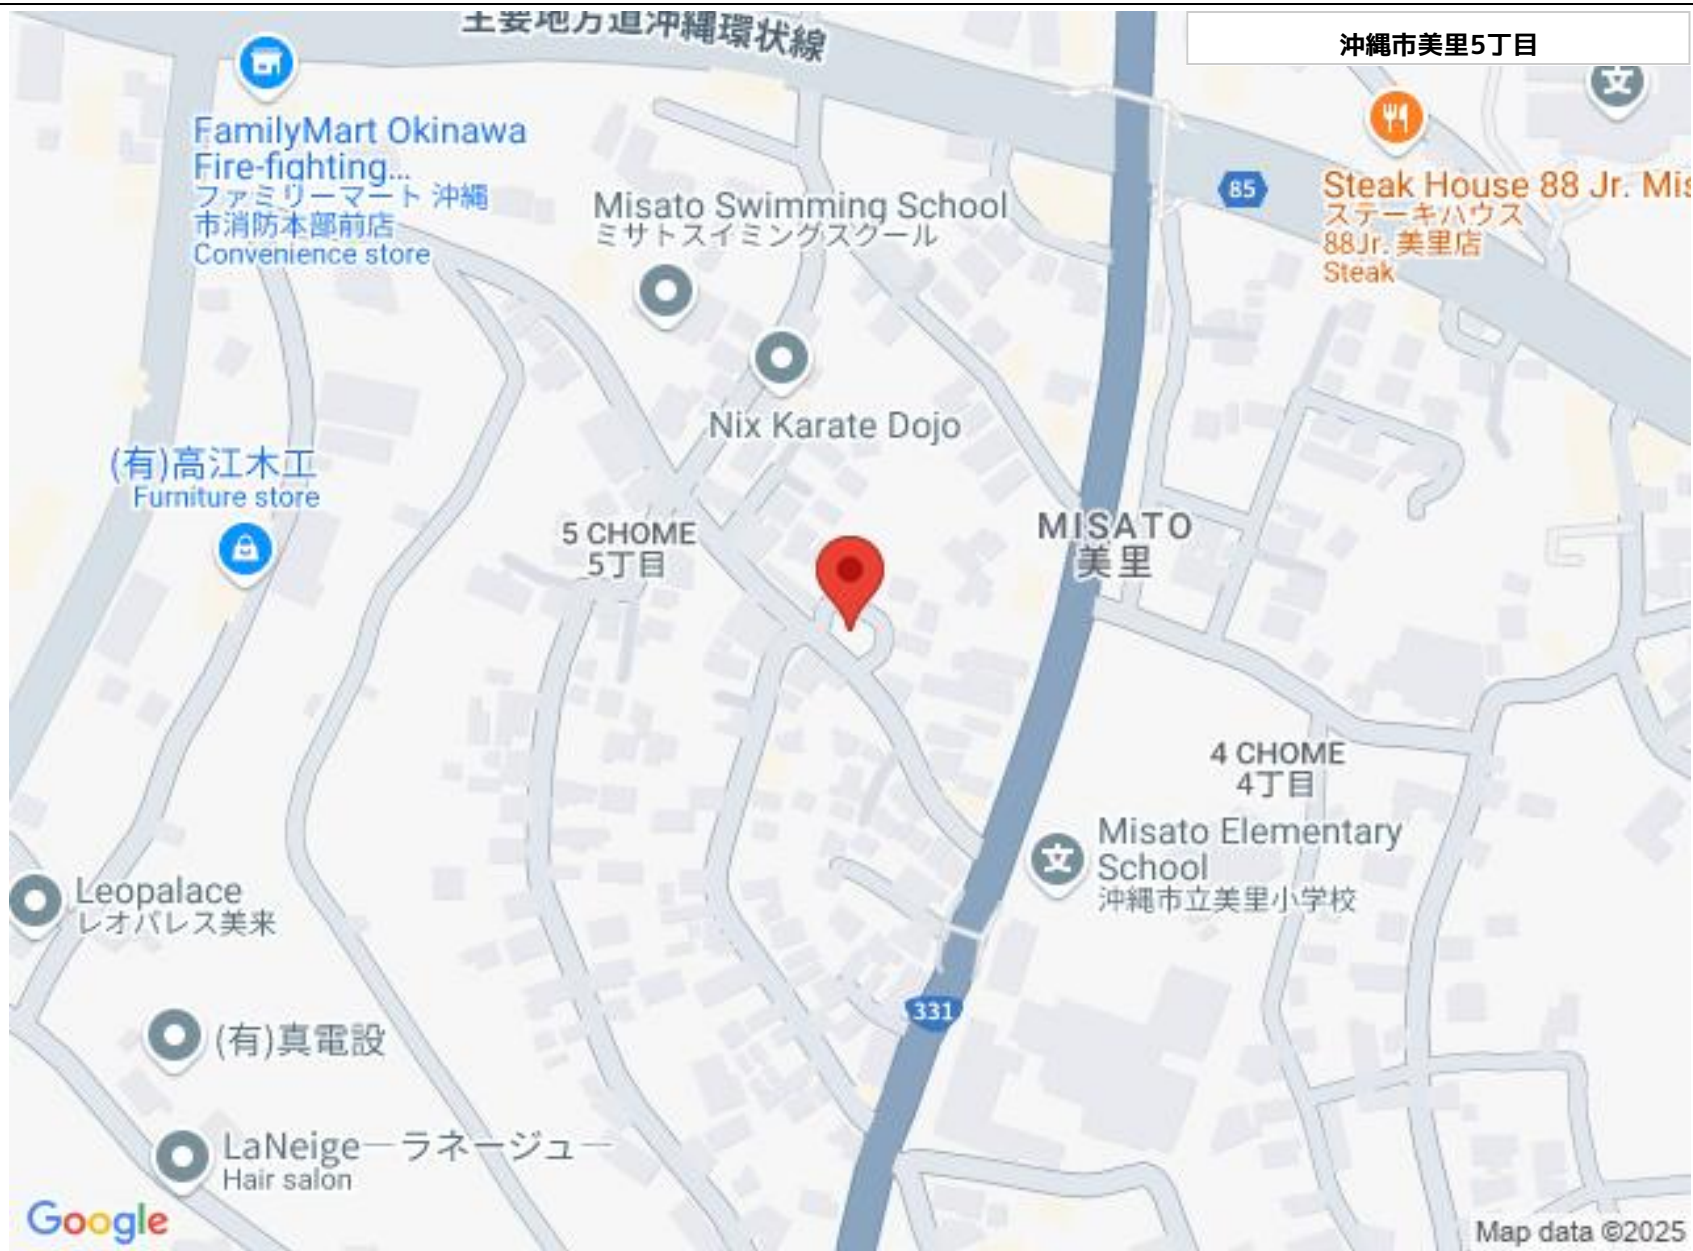 主要地方道沖縄環状線
沖縄市美里5丁目
文
FamilyMart Okinawa
Fire-fighting...
ファミリーマート 沖縄
市消防本部前店
Convenience store
85
Steak House 88 Jr. Mis
ステーキハウス
88Jr. 美里店
Steak
Misato Swimming School
ミサトスイミングスクール
Nix Karate Dojo
(有)高江木工
Furniture store
5 CHOME
5丁目
MISATO
美里
4 CHOME
4丁目
文
Misato Elementary
School
沖縄市立美里小学校
Leopalace
レオパレス美来
331
(有)真電設
LaNeige―ラネージュ―
Hair salon
Google
Map data ©2025